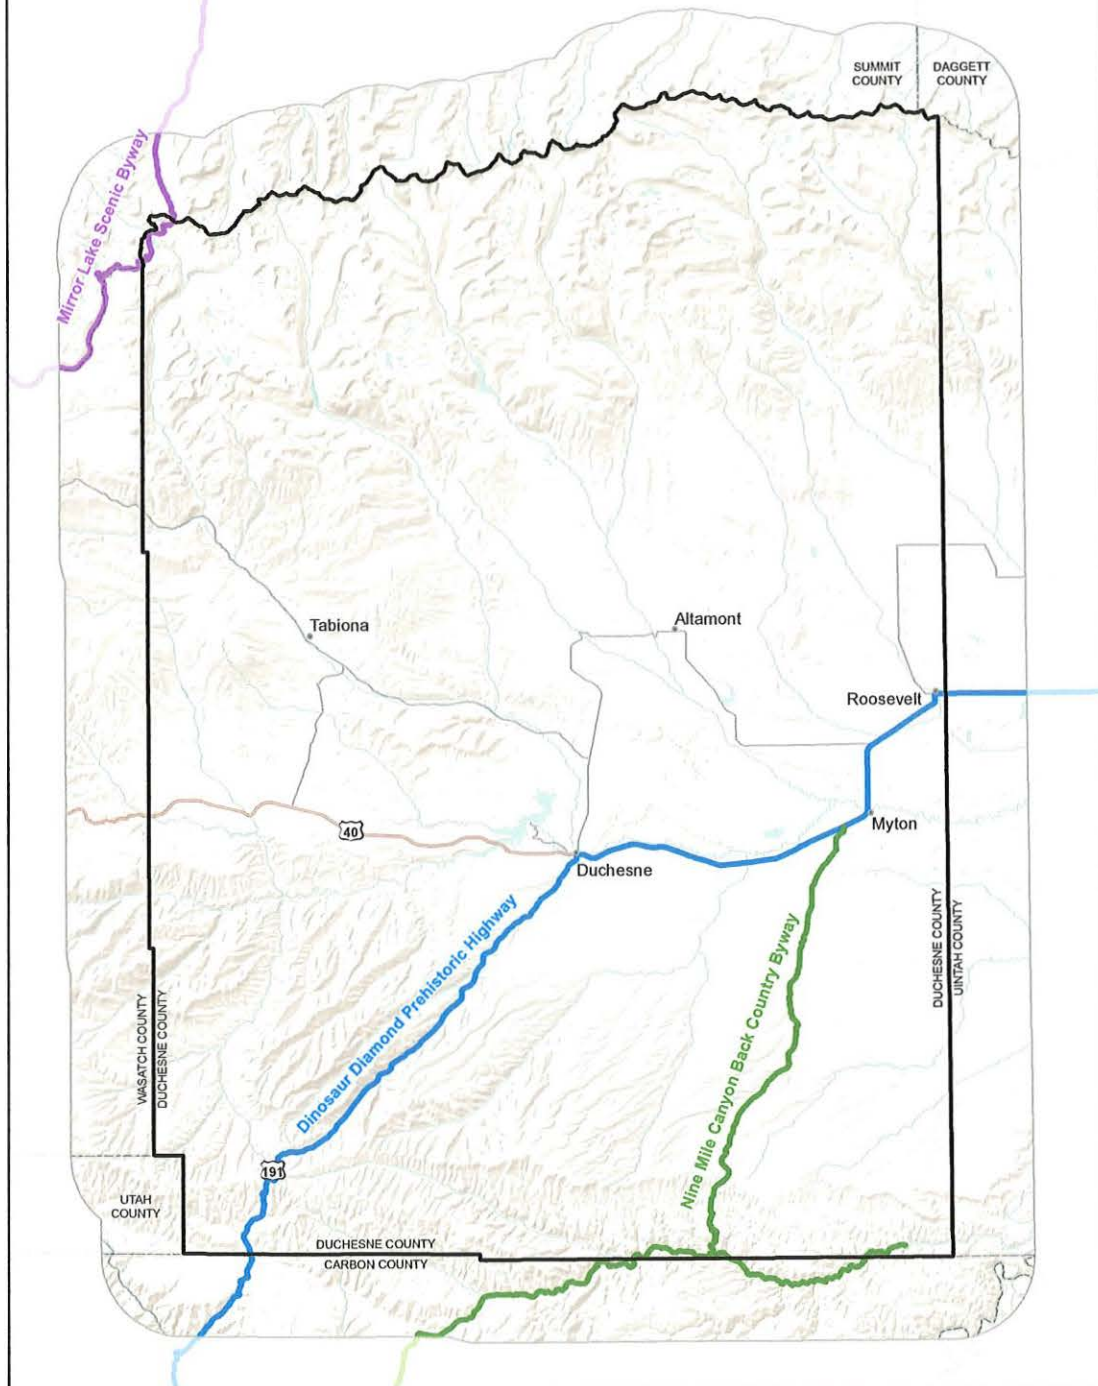 SUMMIT
COUNTY
DAGGETT
COUNTY
Mirror Lake Scenic Byway
Tabiona
Altamont
Roosevelt
40
Myton
Duchesne
Dinosaur Diamond Prehistoric Highway
Nine Mile Canyon Back Country Byway
DUCHESNE COUNTY
UINTAH COUNTY
WASATCH COUNTY
DUCHESNE COUNTY
191
UTAH
COUNTY
DUCHESNE COUNTY
CARBON COUNTY